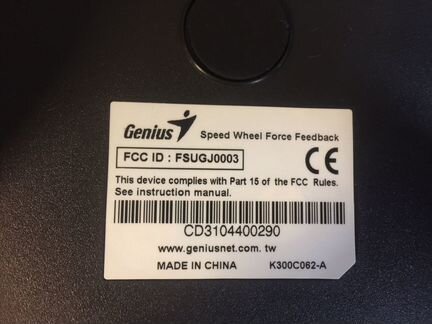 Genius Speed Wheel Force Feedback
FCC ID : FSUGJ0003
This device complies with Part 15 of the FCC Rules.
See instruction manual.
CE
CD3104400290
www.geniusnet.com.tw
MADE IN CHINA K300C062-A